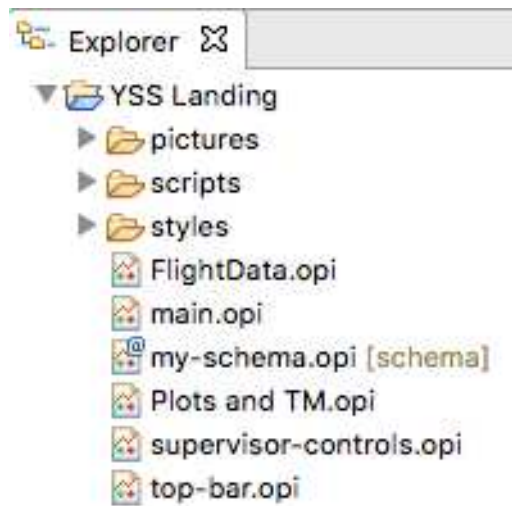 Explorer
YSS Landing
pictures
scripts
styles
FlightData.opi
main.opi
my-schema.opi [schema]
Plots and TM.opi
supervisor-controls.opi
top-bar.opi